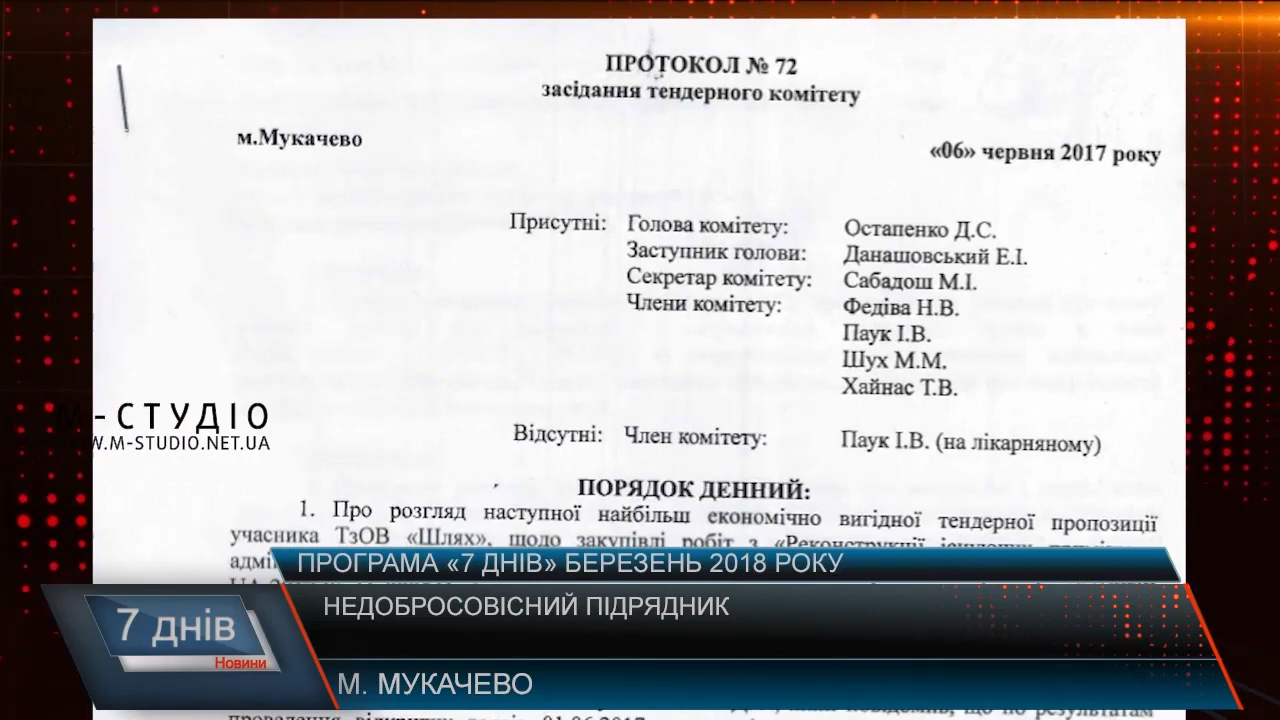 ПРОТОКОЛ № 72
засідання тендерного комітету
м.Мукачево
«06» червня 2017 року
Присутні: Голова комітету: Остапенко Д.С.
Заступник голови: Данашовський Е.І.
Секретар комітету: Сабадош М.І.
Члени комітету: Федіва Н.В.
Паук І.В.
Шух М.М.
Хайнас Т.В.
М-СТУДІО
WWW.M-STUDIO.NET.UA
Відсутні: Член комітету: Паук І.В. (на лікарняному)
ПОРЯДОК ДЕННИЙ:
1. Про розгляд наступної найбільш економічно вигідної тендерної пропозиції
учасника ТзОВ «Шлях», щодо закупівлі робіт з «Реконструкції
ПРОГРАМА «7 ДНІВ» БЕРЕЗЕНЬ 2018 РОКУ
НЕДОБРОСОВІСНИЙ ПІДРЯДНИК
7 днів
Новини
М. МУКАЧЕВО